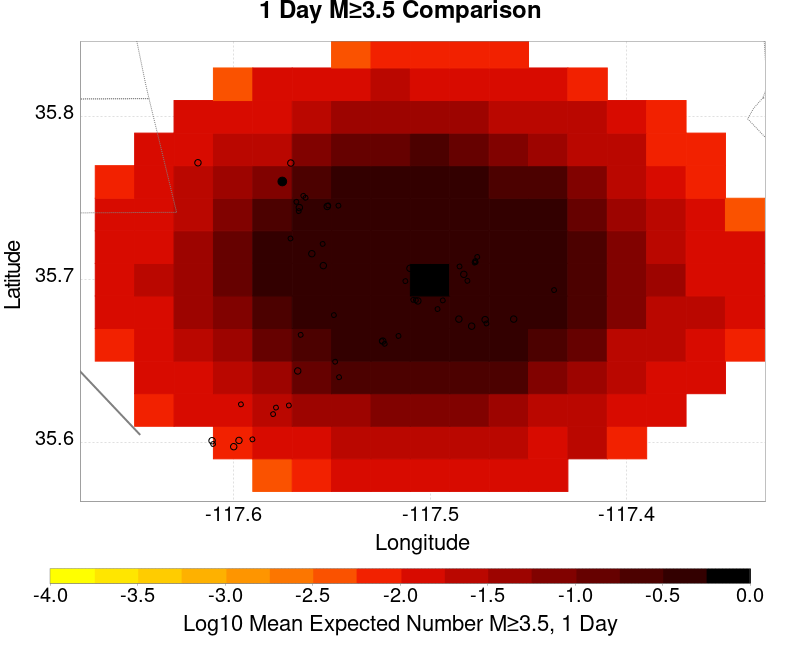 1 Day M≥3.5 Comparison
35.8
35.7
35.6
Latitude
-117.6 -117.5 -117.4
Longitude
-4.0 -3.5 -3.0 -2.5 -2.0 -1.5 -1.0 -0.5 0.0
Log10 Mean Expected Number M≥3.5, 1 Day